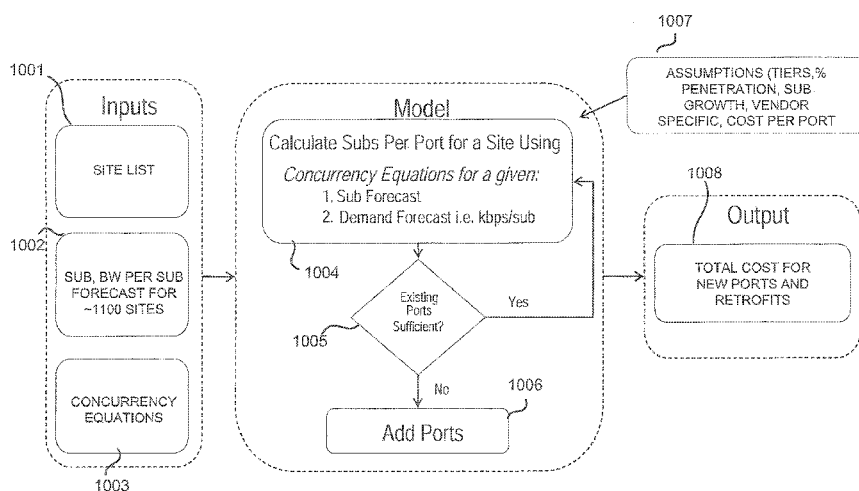 1001
Inputs
SITE LIST
1002
SUB, BW PER SUB
FORECAST FOR
~1100 SITES
CONCURRENCY
EQUATIONS
1003
Model
Calculate Subs Per Port for a Site Using
Concurrency Equations for a given:
1. Sub Forecast
2. Demand Forecast i.e. kbps/sub
1004
Existing
Ports
Sufficient?
Yes
1005
No
1006
Add Ports
1007
ASSUMPTIONS (TIERS,%
PENETRATION, SUB
GROWTH, VENDOR
SPECIFIC, COST PER PORT
1008
Output
TOTAL COST FOR
NEW PORTS AND
RETROFITS